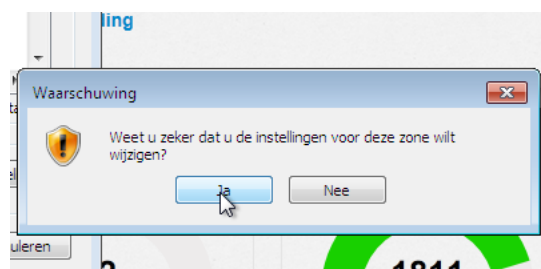 ling
Waarschuwing
Weet u zeker dat u de instellingen voor deze zone wilt
wijzigen?
Ja
Nee
uleren
1811